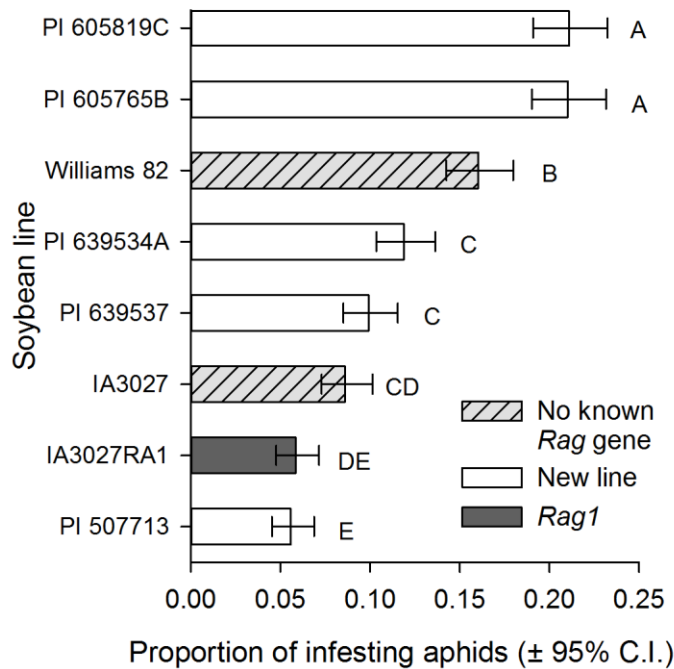 Soybean line
PI 605819C
A
PI 605765B
A
Williams 82
B
PI 639534A
C
PI 639537
C
IA3027
CD
IA3027RA1
DE
PI 507713
E
No known
Rag gene
New line
Rag1
0.00 0.05 0.10 0.15 0.20 0.25
Proportion of infesting aphids (± 95% C.I.)